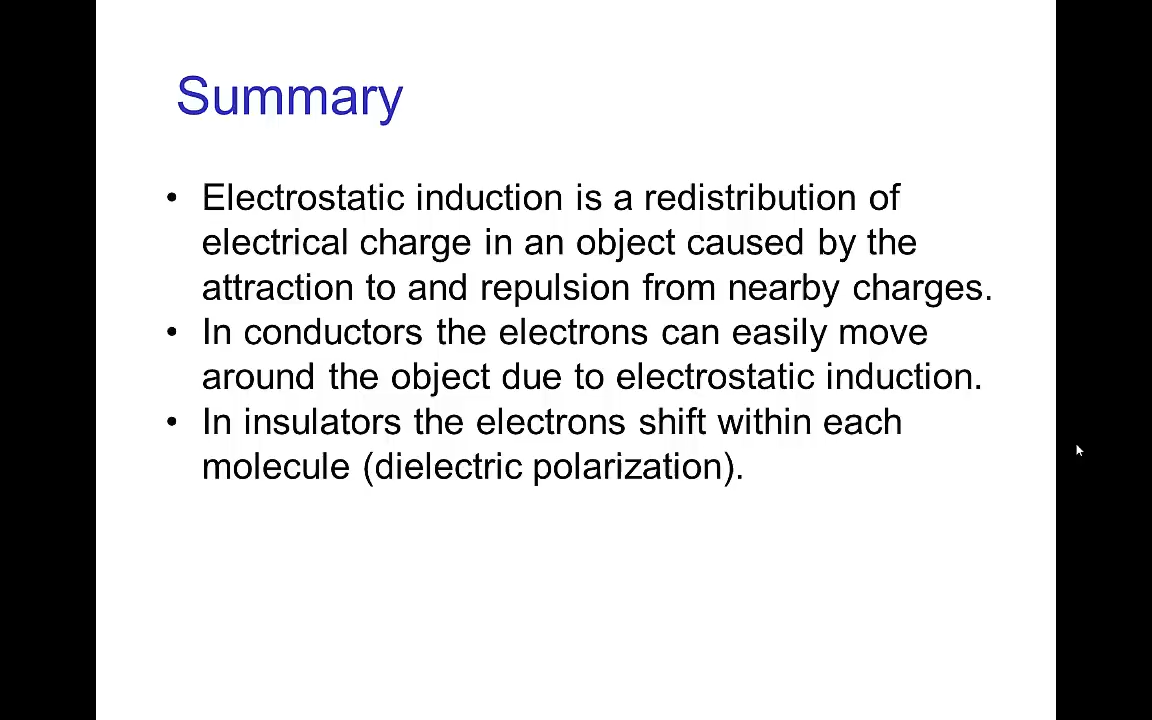 Summary
• Electrostatic induction is a redistribution of
electrical charge in an object caused by the
attraction to and repulsion from nearby charges.
• In conductors the electrons can easily move
around the object due to electrostatic induction.
• In insulators the electrons shift within each
molecule (dielectric polarization).